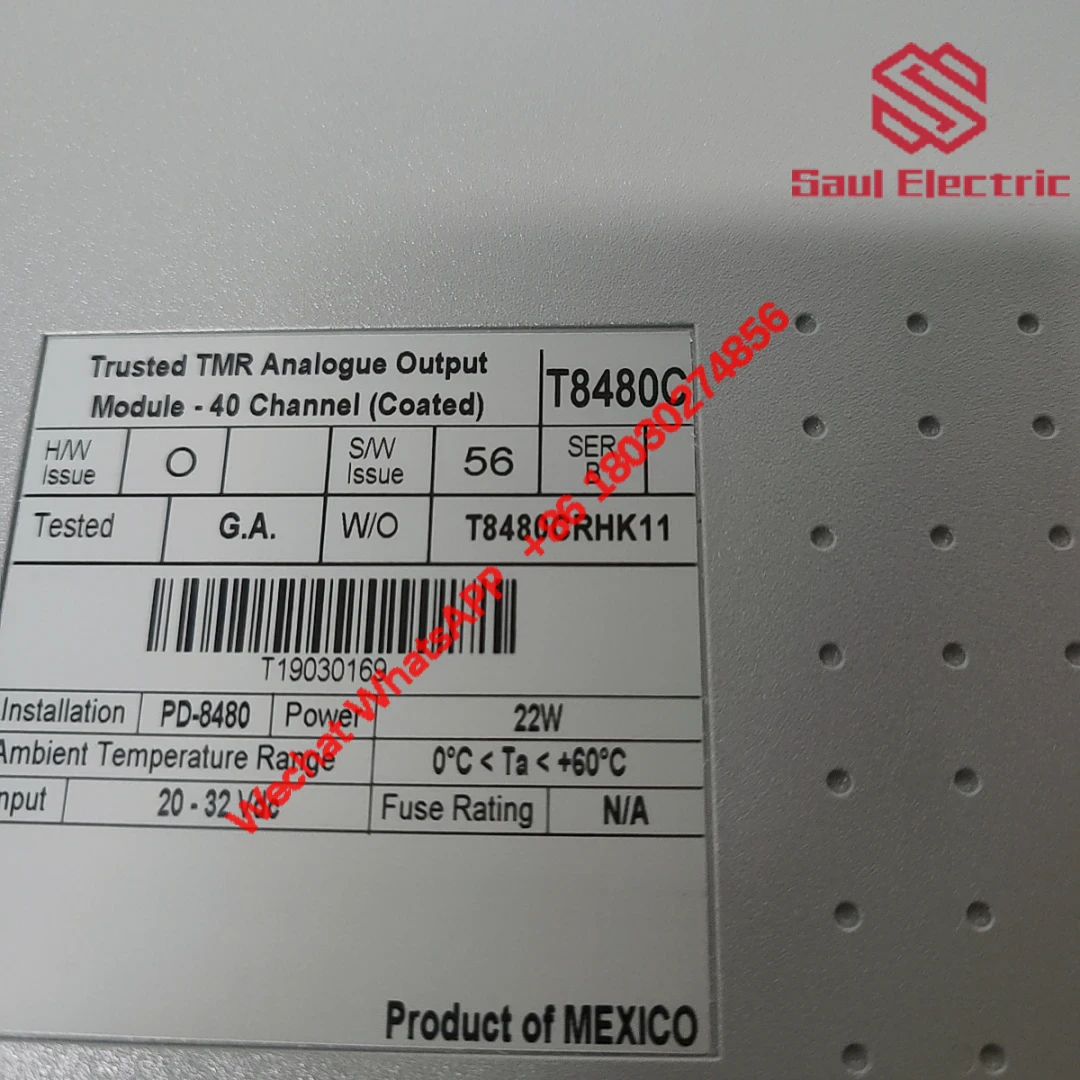 Saul Electric
Trusted TMR Analogue Output
Module - 40 Channel (Coated)
T8480C
H/W
Issue
O
S/W
Issue
56
SER
B
Tested
G.A.
W/O
T8480CRHK11
T19030169
Installation
PD-8480
Power
22W
Ambient Temperature Range
0°C < Ta < +60°C
nput
20 - 32 Vdc
Fuse Rating
N/A
Product of MEXICO
Wechat WhatsAPP +86 18030274856